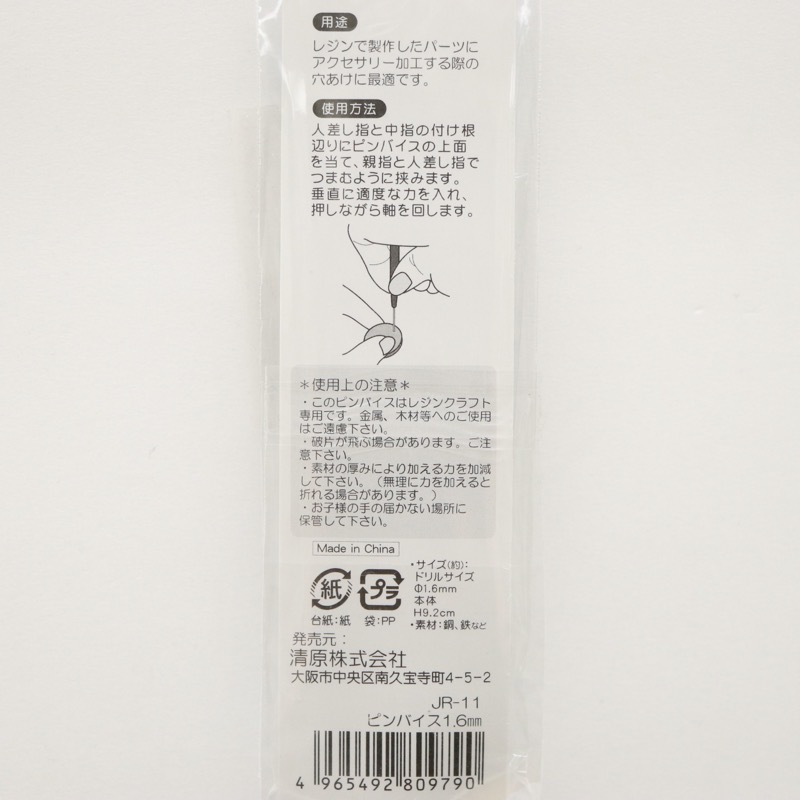 用途
レジンで製作したパーツに
アクセサリー加工する際の
穴あけに最適です。
使用方法
人差し指と中指の付け根
辺りにピンバイスの上面
を当て、親指と人差し指で
つまむように挟みます。
垂直に適度な力を入れ、
押しながら軸を回します。
＊使用上の注意＊
・このピンバイスはレジンクラフト
専用です。金属、木材等へのご使用
はご遠慮下さい。
・破片が飛ぶ場合があります。ご注
意下さい。
・素材の厚みにより加える力を加減
して下さい。（無理に力を加えると
折れる場合があります。）
・お子様の手の届かない場所に
保管して下さい。
Made in China
紙
プラ
台紙：紙 袋：PP
・サイズ(約)：
ドリルサイズ
Φ1.6mm
本体
H9.2cm
・素材：鋼、鉄など
発売元：
清原株式会社
大阪市中央区南久宝寺町4-5-2
JR-11
ピンバイス1.6mm
4 965492 809790